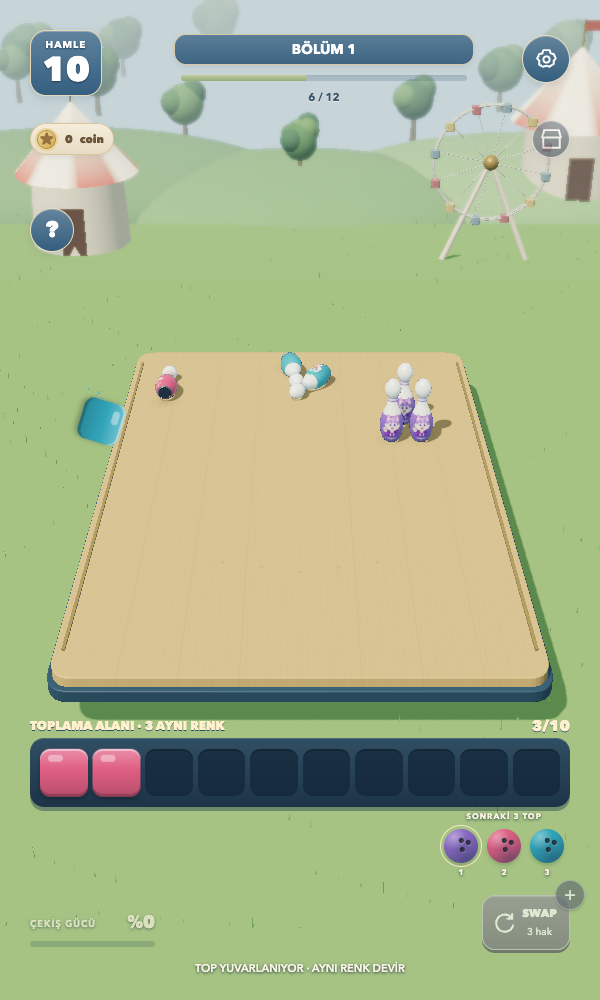 HAMLE
10
BÖLÜM 1
6 / 12
0 coin
?
TOPLAMA ALANI · 3 AYNI RENK
3/10
SONRAKİ 3 TOP
1 2 3
ÇEKİŞ GÜCÜ %0
+
SWAP
3 hak
TOP YUVARLANIYOR · AYNI RENK DEVİR